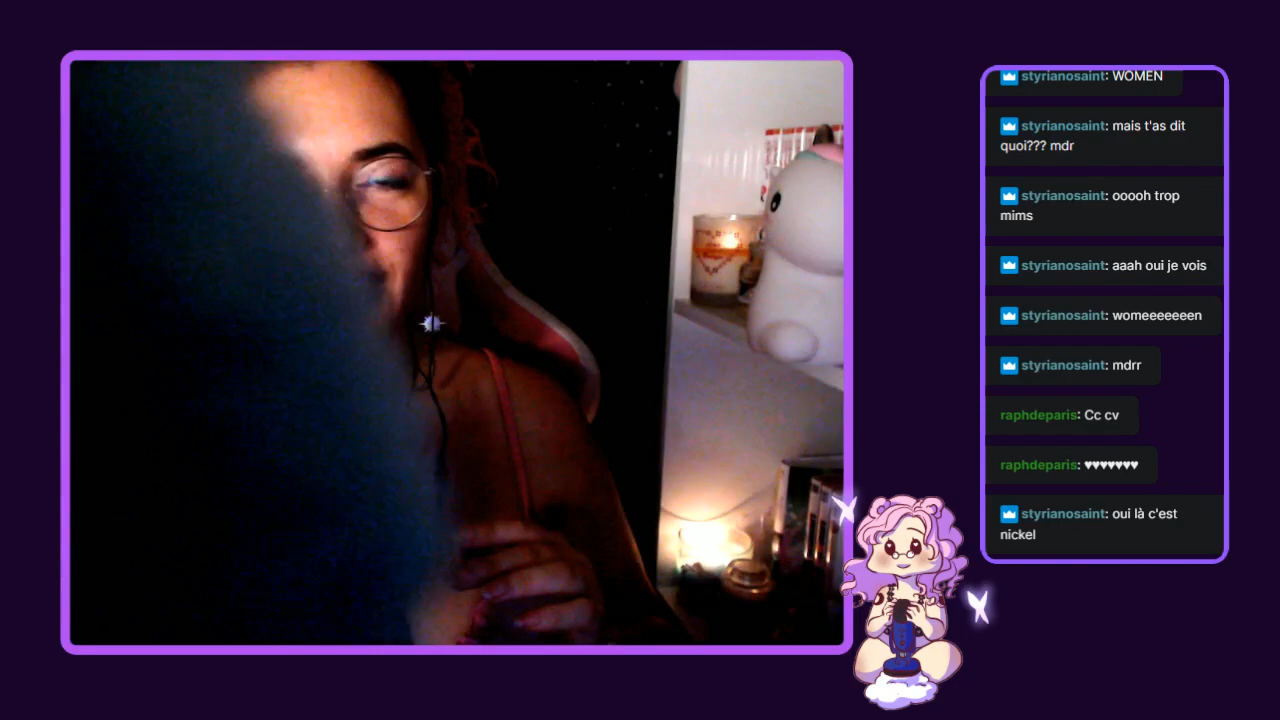 styrianosaint: WOMEN
styrianosaint: mais t'as dit
quoi??? mdr
styrianosaint: ooooh trop
mims
styrianosaint: aaah oui je vois
styrianosaint: womeeeeeeen
styrianosaint: mdrr
raphdeparis: Cc cv
raphdeparis: ♥♥♥♥♥♥♥
styrianosaint: oui là c'est
nickel